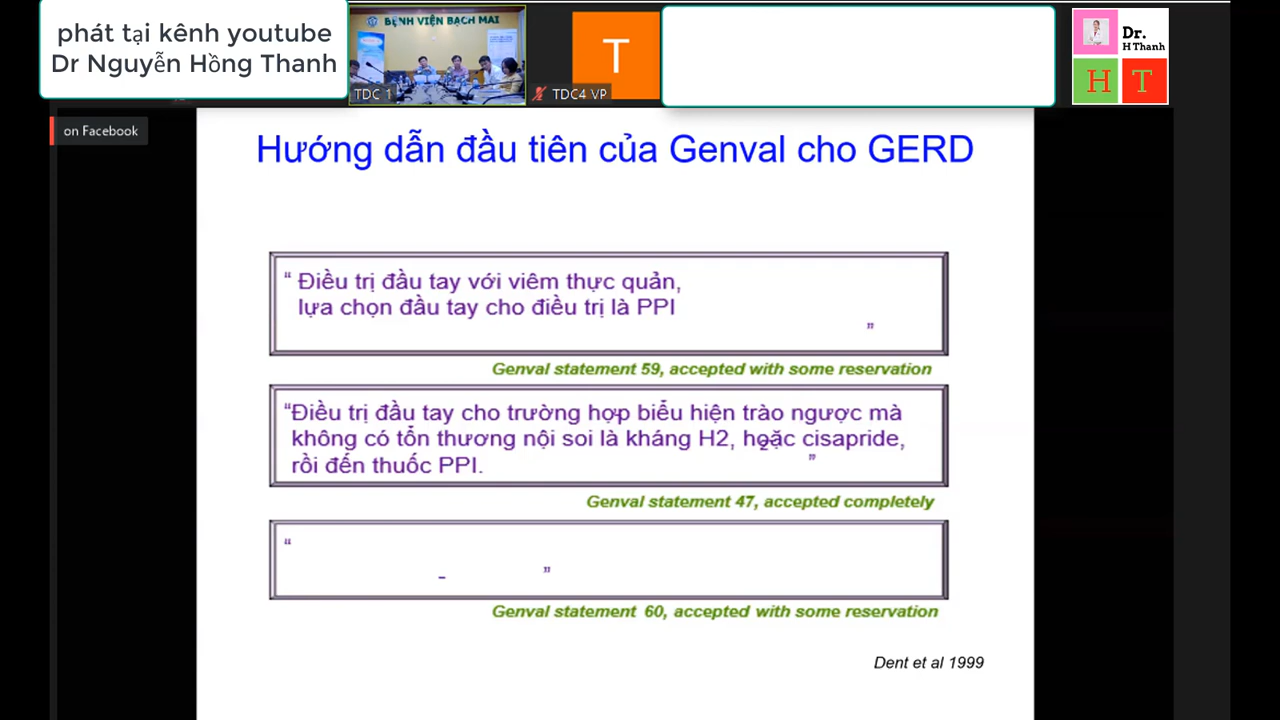 phát tại kênh youtube
Dr Nguyễn Hồng Thanh
BỆNH VIỆN BẠCH MAI
TDC 1
T
TDC4 VP
Dr.
H Thanh
H T
on Facebook
Hướng dẫn đầu tiên của Genval cho GERD
“ Điều trị đầu tay với viêm thực quản,
lựa chọn đầu tay cho điều trị là PPI
”
Genval statement 59, accepted with some reservation
“Điều trị đầu tay cho trường hợp biểu hiện trào ngược mà
không có tổn thương nội soi là kháng H2, hoặc cisapride,
rồi đến thuốc PPI.
”
Genval statement 47, accepted completely
“
- ”
Genval statement 60, accepted with some reservation
Dent et al 1999